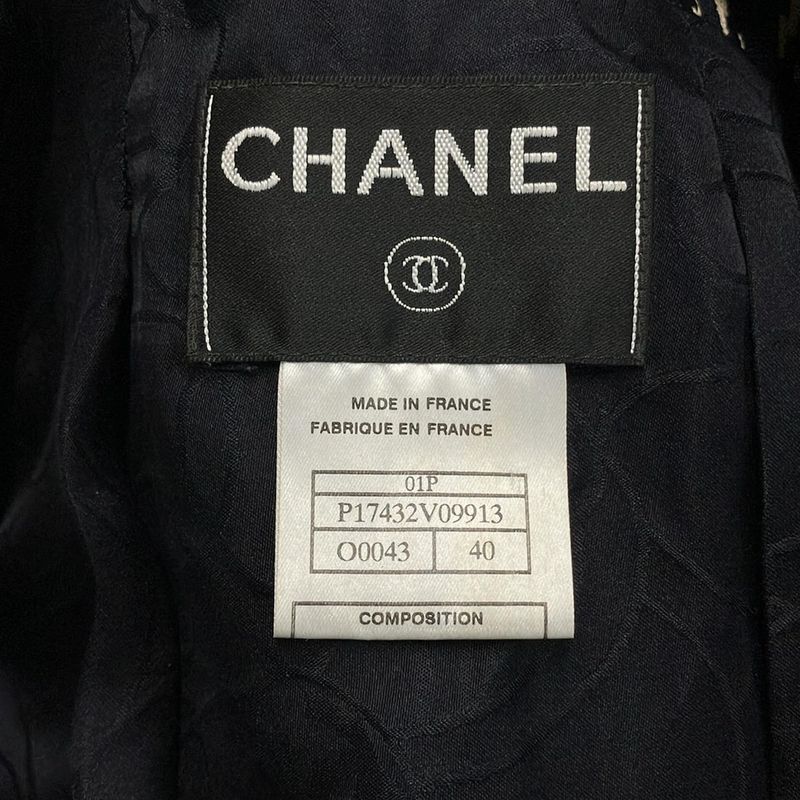 CHANEL
MADE IN FRANCE
FABRIQUE EN FRANCE
01P
P17432V09913
O0043 40
COMPOSITION